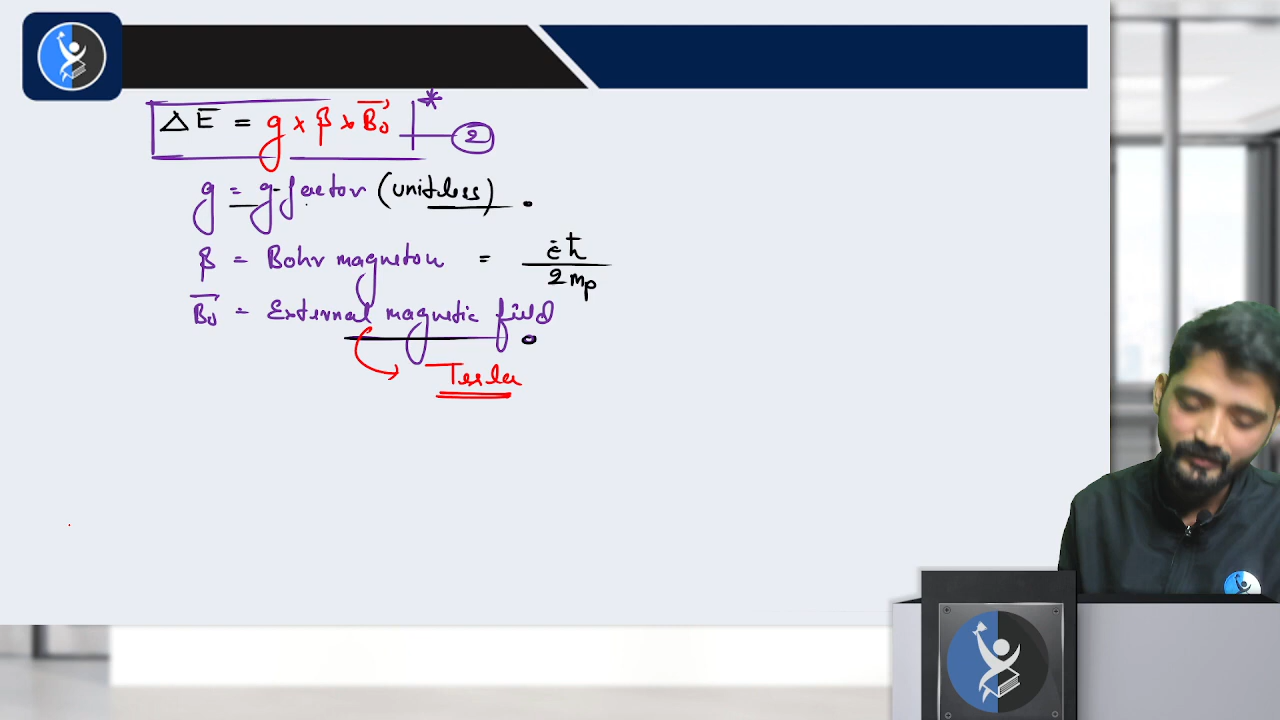 ΔE = g × β × B₀ * ②
g = g-factor (unitless).
β = Bohr magneton = eħ / 2mp
B₀ = External magnetic field.
Tesla